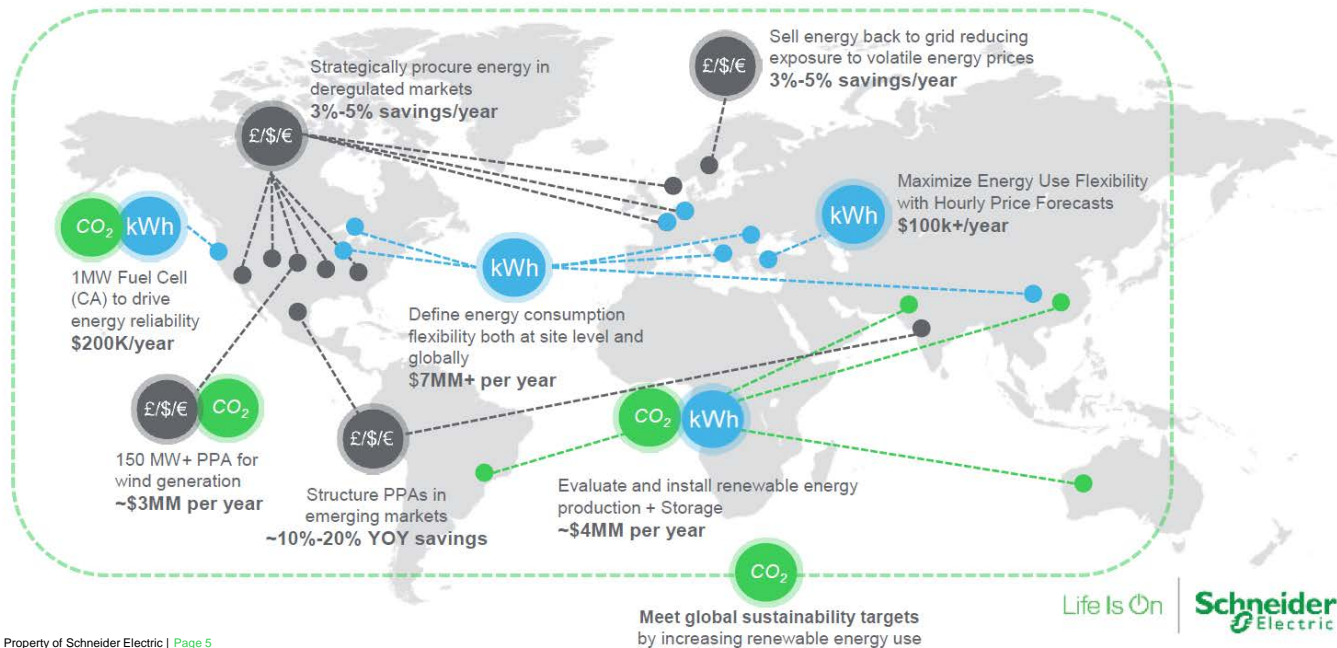 Strategically procure energy in
deregulated markets
3%-5% savings/year
£/$/€
£/$/€
Sell energy back to grid reducing
exposure to volatile energy prices
3%-5% savings/year
Maximize Energy Use Flexibility
with Hourly Price Forecasts
$100k+/year
kWh
CO2
kWh
1MW Fuel Cell
(CA) to drive
energy reliability
$200K/year
kWh
Define energy consumption
flexibility both at site level and
globally
$7MM+ per year
£/$/€
CO2
150 MW+ PPA for
wind generation
~$3MM per year
£/$/€
Structure PPAs in
emerging markets
~10%-20% YOY savings
CO2
kWh
Evaluate and install renewable energy
production + Storage
~$4MM per year
CO2
Meet global sustainability targets
by increasing renewable energy use
Life Is On
Schneider
Electric
Property of Schneider Electric | Page 5